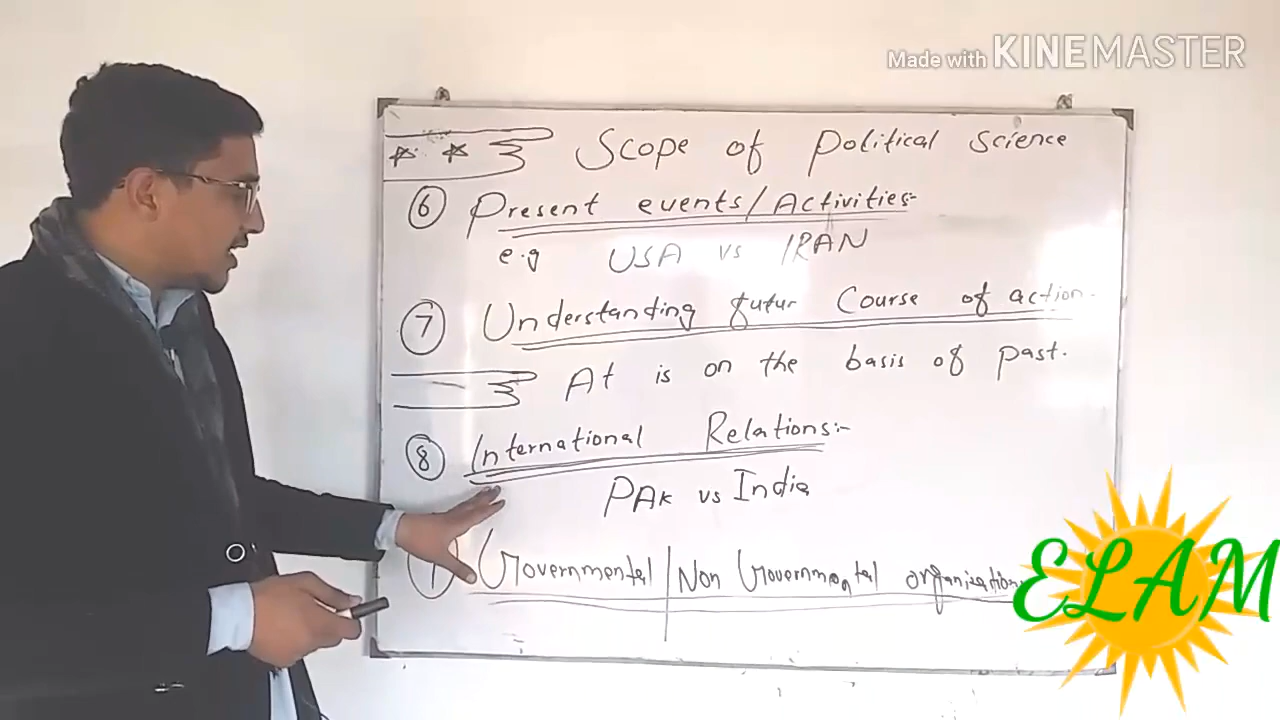 Made with KINEMASTER
Scope of Political Science
6 Present events/Activities:-
e.g USA vs IRAN
7 Understanding futur Course of action.
At is on the basis of past.
8 International Relations:-
PAK vs India
Governmental/Non Governmental organization
ELAM